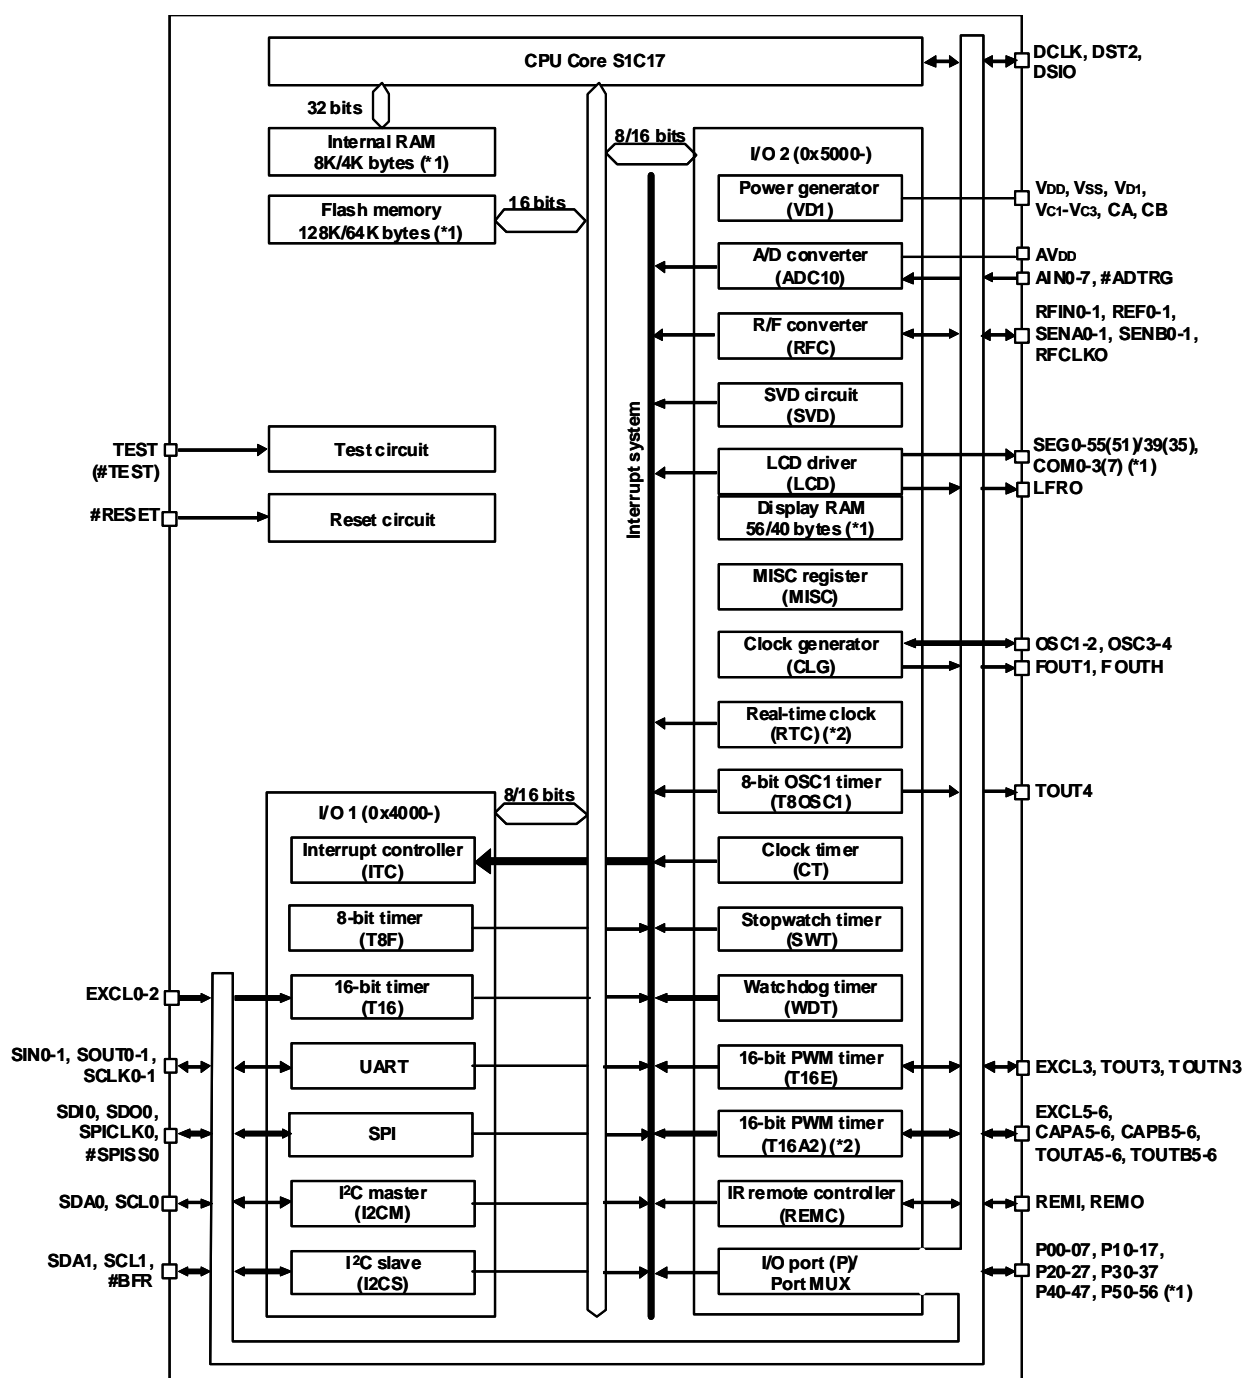 CPU Core S1C17
DCLK, DST2,
DSIO
32 bits
Internal RAM
8K/4K bytes (*1)
8/16 bits
I/O 2 (0x5000-)
Flash memory
128K/64K bytes (*1)
16 bits
Power generator
(VD1)
VDD, VSS, VD1,
VC1-VC3, CA, CB
A/D converter
(ADC10)
AVDD
AIN0-7, #ADTRG
R/F converter
(RFC)
RFIN0-1, REF0-1,
SENA0-1, SENB0-1,
RFCLKO
SVD circuit
(SVD)
Interrupt system
TEST
(#TEST)
Test circuit
LCD driver
(LCD)
SEG0-55(51)/39(35),
COM0-3(7) (*1)
LFRO
#RESET
Reset circuit
Display RAM
56/40 bytes (*1)
MISC register
(MISC)
Clock generator
(CLG)
OSC1-2, OSC3-4
FOUT1, FOUTH
Real-time clock
(RTC) (*2)
8-bit OSC1 timer
(T8OSC1)
TOUT4
I/O 1 (0x4000-)
8/16 bits
Interrupt controller
(ITC)
Clock timer
(CT)
8-bit timer
(T8F)
Stopwatch timer
(SWT)
EXCL0-2
16-bit timer
(T16)
Watchdog timer
(WDT)
SIN0-1, SOUT0-1,
SCLK0-1
UART
16-bit PWM timer
(T16E)
EXCL3, TOUT3, TOUTN3
SDI0, SDO0,
SPICLK0,
#SPISS0
SPI
16-bit PWM timer
(T16A2) (*2)
EXCL5-6,
CAPA5-6, CAPB5-6,
TOUTA5-6, TOUTB5-6
SDA0, SCL0
I²C master
(I2CM)
IR remote controller
(REMC)
REMI, REMO
SDA1, SCL1,
#BFR
I²C slave
(I2CS)
I/O port (P)/
Port MUX
P00-07, P10-17,
P20-27, P30-37
P40-47, P50-56 (*1)